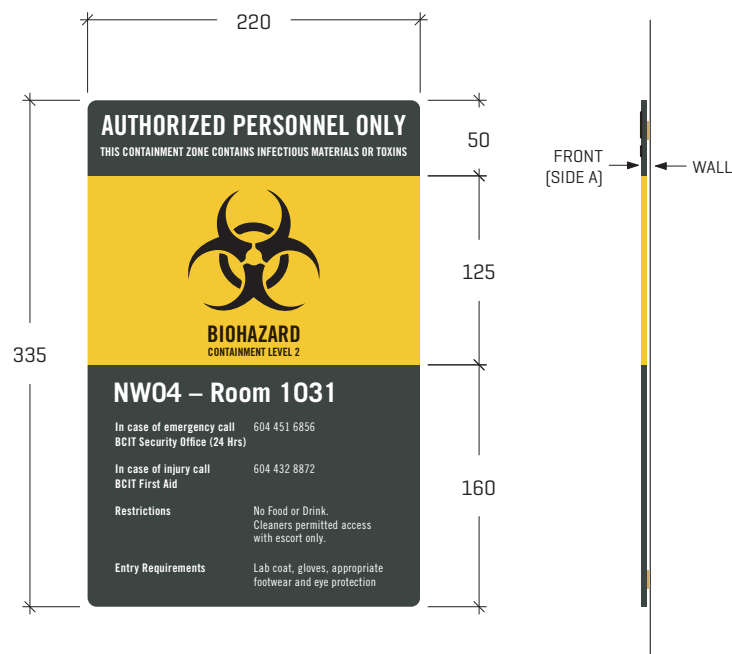 220
AUTHORIZED PERSONNEL ONLY
THIS CONTAINMENT ZONE CONTAINS INFECTIOUS MATERIALS OR TOXINS
50
FRONT
(SIDE A)
WALL
BIOHAZARD
CONTAINMENT LEVEL 2
125
335
NW04 – Room 1031
In case of emergency call 604 451 6856
BCIT Security Office (24 Hrs)
In case of injury call 604 432 8872
BCIT First Aid
160
Restrictions No Food or Drink.
Cleaners permitted access
with escort only.
Entry Requirements Lab coat, gloves, appropriate
footwear and eye protection